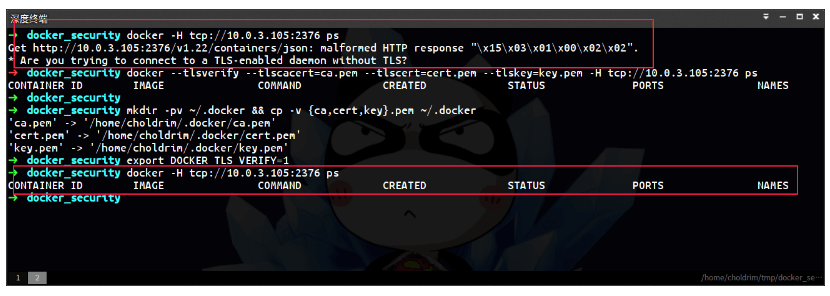 深度终端
➜ docker_security docker -H tcp://10.0.3.105:2376 ps
Get http://10.0.3.105:2376/v1.22/containers/json: malformed HTTP response "\x15\x03\x01\x00\x02\x02".
* Are you trying to connect to a TLS-enabled daemon without TLS?
➜ docker_security docker --tlsverify --tlscacert=ca.pem --tlscert=cert.pem --tlskey=key.pem -H tcp://10.0.3.105:2376 ps
CONTAINER ID IMAGE COMMAND CREATED STATUS PORTS NAMES
➜ docker_security
➜ docker_security mkdir -pv ~/.docker && cp -v {ca,cert,key}.pem ~/.docker
'ca.pem' -> '/home/choldrim/.docker/ca.pem'
'cert.pem' -> '/home/choldrim/.docker/cert.pem'
'key.pem' -> '/home/choldrim/.docker/key.pem'
➜ docker_security export DOCKER_TLS_VERIFY=1
➜ docker_security docker -H tcp://10.0.3.105:2376 ps
CONTAINER ID IMAGE COMMAND CREATED STATUS PORTS NAMES
➜ docker_security
1 2 /home/choldrim/tmp/docker_se…